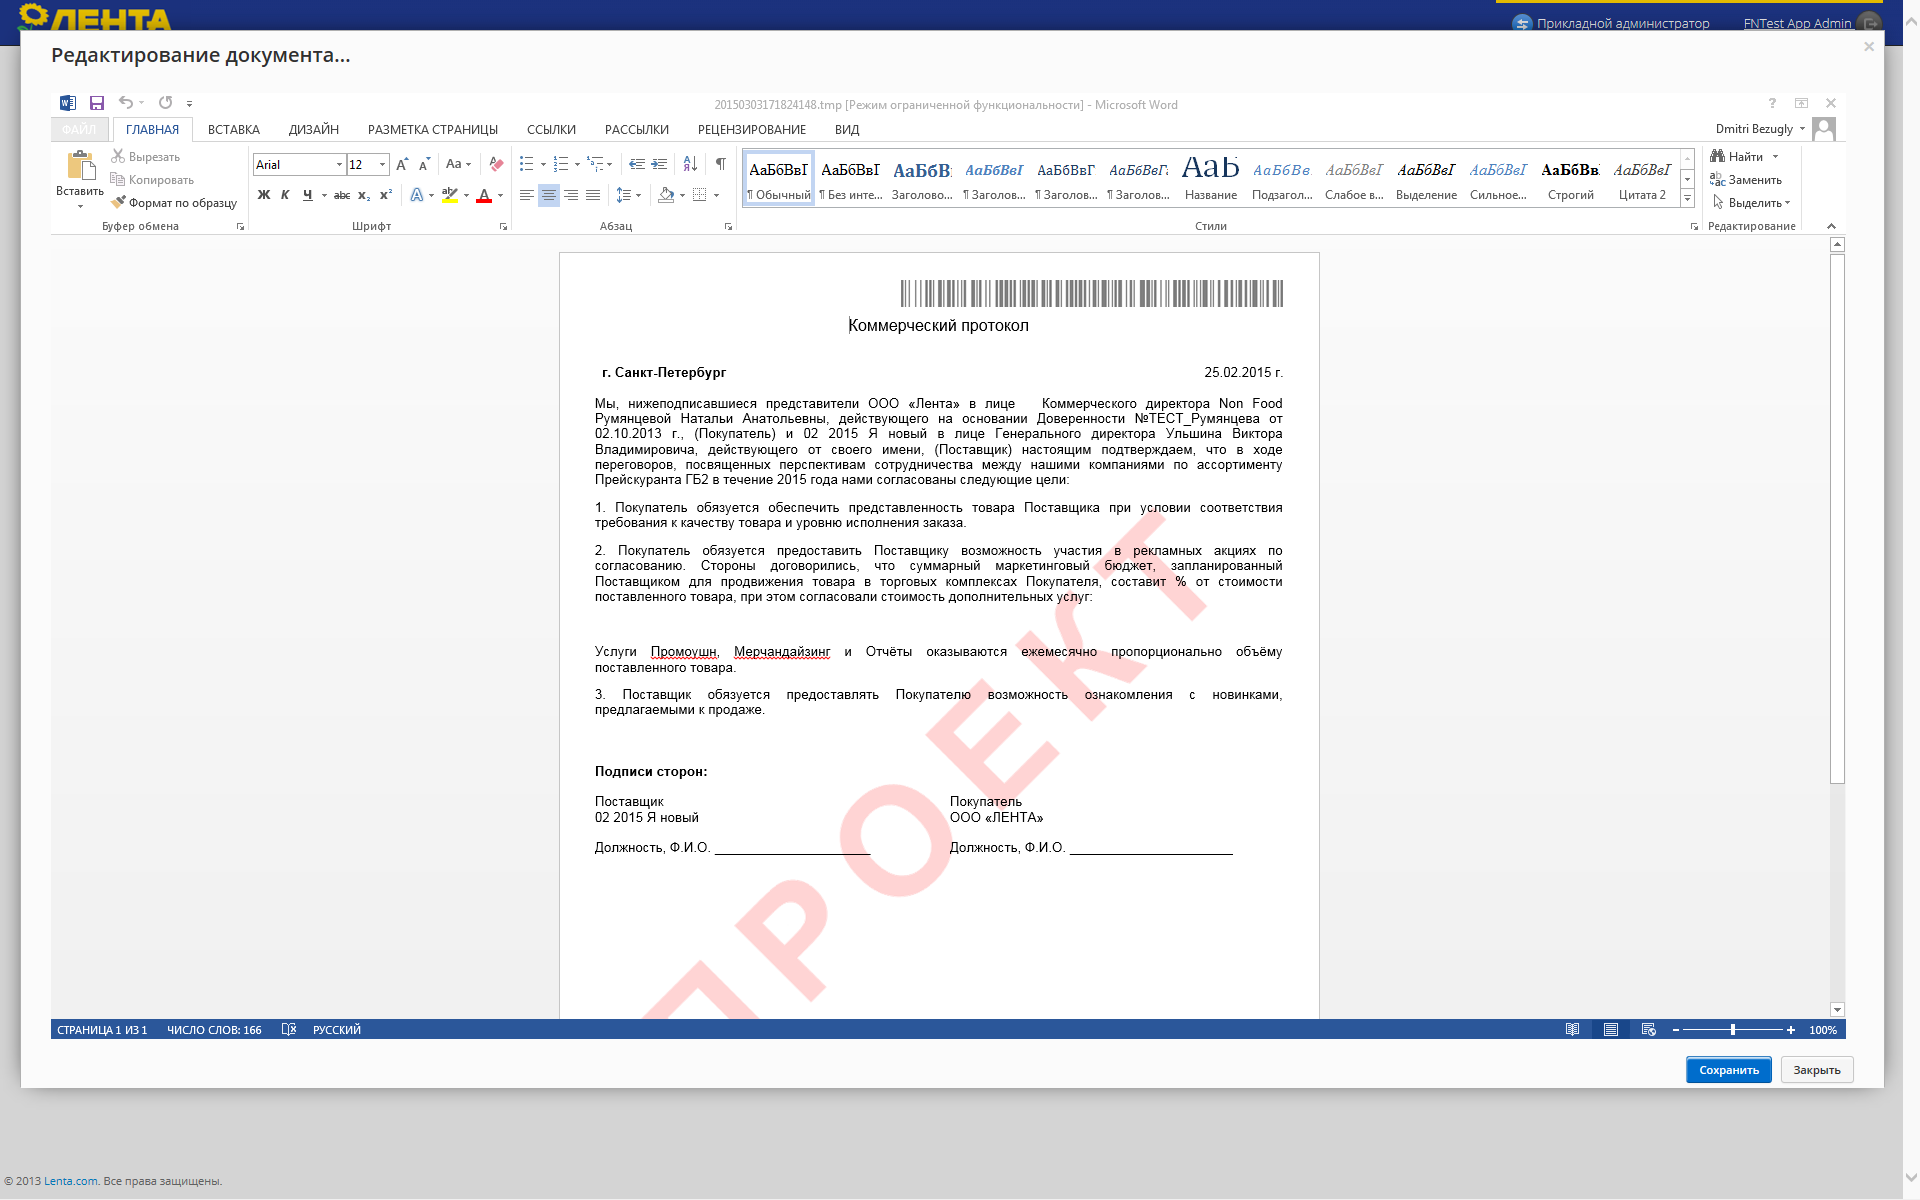 ЛЕНТА
Прикладной администратор
FNTest App Admin
Редактирование документа...
20150303171824148.tmp [Режим ограниченной функциональности] - Microsoft Word
ФАЙЛ ГЛАВНАЯ ВСТАВКА ДИЗАЙН РАЗМЕТКА СТРАНИЦЫ ССЫЛКИ РАССЫЛКИ РЕЦЕНЗИРОВАНИЕ ВИД
Dmitri Bezugly
Вставить
Вырезать
Копировать
Формат по образцу
Буфер обмена
Arial 12
Aa
Ж К Ч abc x₂ x²
Шрифт
Абзац
АаБбВвГ АаБбВвГ АаБбВ АаБбВвГ АаБбВвГ АаБбВвГ АаБ АаБбВв АаБбВвГ АаБбВвГ АаБбВвГ АаБбВв АаБбВвГ
¶ Обычный ¶ Без инте... Заголово... ¶ Заголов... ¶ Заголов... ¶ Заголов... Название Подзагол... Слабое в... Выделение Сильное... Строгий Цитата 2
Стили
Найти
Заменить
Выделить
Редактирование
Коммерческий протокол
г. Санкт-Петербург 25.02.2015 г.
Мы, нижеподписавшиеся представители ООО «Лента» в лице Коммерческого директора Non Food
Румянцевой Натальи Анатольевны, действующего на основании Доверенности №ТЕСТ_Румянцева от
02.10.2013 г., (Покупатель) и 02 2015 Я новый в лице Генерального директора Ульшина Виктора
Владимировича, действующего от своего имени, (Поставщик) настоящим подтверждаем, что в ходе
переговоров, посвященных перспективам сотрудничества между нашими компаниями по ассортименту
Прейскуранта ГБ2 в течение 2015 года нами согласованы следующие цели:
1. Покупатель обязуется обеспечить представленность товара Поставщика при условии соответствия
требования к качеству товара и уровню исполнения заказа.
2. Покупатель обязуется предоставить Поставщику возможность участия в рекламных акциях по
согласованию. Стороны договорились, что суммарный маркетинговый бюджет, запланированный
Поставщиком для продвижения товара в торговых комплексах Покупателя, составит % от стоимости
поставленного товара, при этом согласовали стоимость дополнительных услуг:
Услуги Промоушн, Мерчандайзинг и Отчёты оказываются ежемесячно пропорционально объёму
поставленного товара.
3. Поставщик обязуется предоставлять Покупателю возможность ознакомления с новинками,
предлагаемыми к продаже.
Подписи сторон:
Поставщик Покупатель
02 2015 Я новый ООО «ЛЕНТА»
Должность, Ф.И.О. ______________________ Должность, Ф.И.О. ______________________
ПРОЕКТ
СТРАНИЦА 1 ИЗ 1 ЧИСЛО СЛОВ: 166 РУССКИЙ 100%
Сохранить Закрыть
© 2013 Lenta.com. Все права защищены.